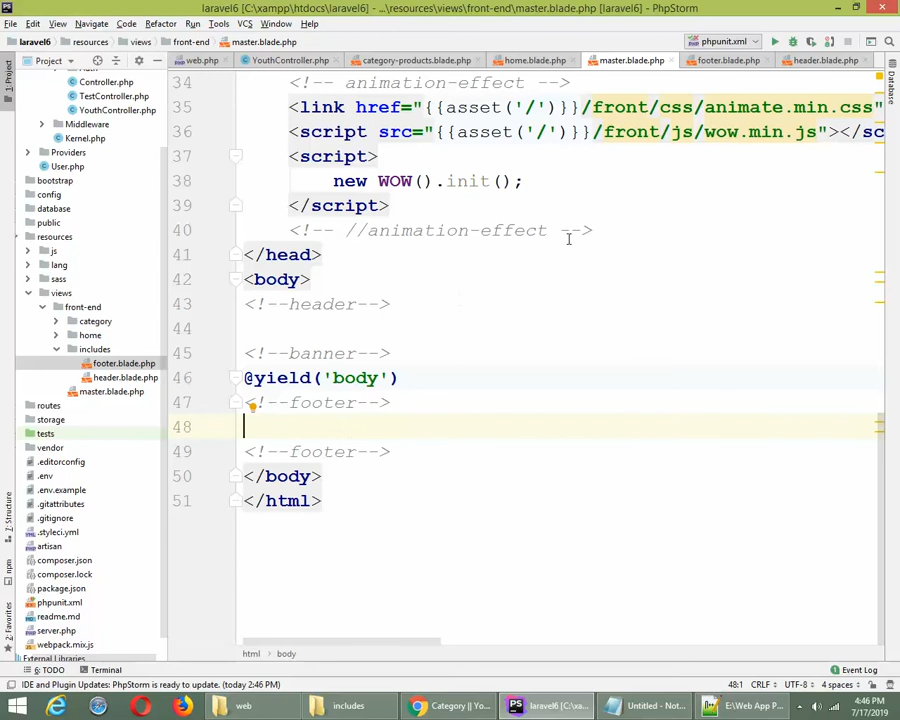 laravel6 [C:\xampp\htdocs\laravel6] - ...\resources\views\front-end\master.blade.php [laravel6] - PhpStorm
File Edit View Navigate Code Refactor Run Tools VCS Window Help
laravel6 resources views front-end master.blade.php phpunit.xml
Project web.php YouthController.php category-products.blade.php home.blade.php master.blade.php footer.blade.php header.blade.php
1: Project
Database
7: Structure
npm
2: Favorites
Controller.php
TestController.php
YouthController.php
Middleware
Kernel.php
Providers
User.php
bootstrap
config
database
public
resources
js
lang
sass
views
front-end
category
home
includes
footer.blade.php
header.blade.php
master.blade.php
routes
storage
tests
vendor
.editorconfig
.env
.env.example
.gitattributes
.gitignore
.styleci.yml
artisan
composer.json
composer.lock
package.json
phpunit.xml
readme.md
server.php
webpack.mix.js
External Libraries
34 <!-- animation-effect -->
35 <link href="{{asset('/')}}/front/css/animate.min.css"
36 <script src="{{asset('/')}}/front/js/wow.min.js"></sc
37 <script>
38 new WOW().init();
39 </script>
40 <!-- //animation-effect -->
41 </head>
42 <body>
43 <!--header-->
44
45 <!--banner-->
46 @yield('body')
47 <!--footer-->
48
49 <!--footer-->
50 </body>
51 </html>
html body
6: TODO Terminal Event Log
IDE and Plugin Updates: PhpStorm is ready to update. (today 2:46 PM) 48:1 CRLF UTF-8 4 spaces
web includes Category || Yo... laravel6 [C:\xa... Untitled - Not... E:\Web App P...
4:46 PM
7/17/2019